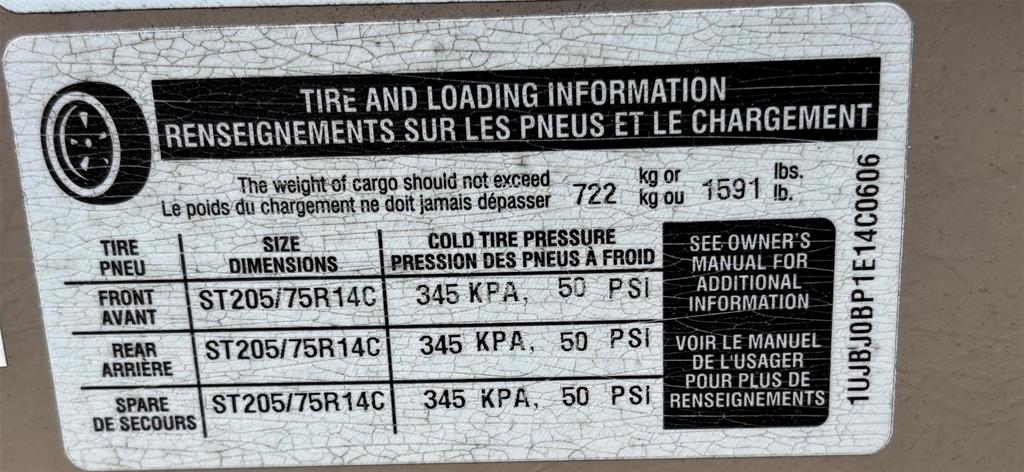 TIRE AND LOADING INFORMATION
RENSEIGNEMENTS SUR LES PNEUS ET LE CHARGEMENT
The weight of cargo should not exceed 722 kg or 1591 lbs.
Le poids du chargement ne doit jamais dépasser kg ou lb.
TIRE SIZE COLD TIRE PRESSURE
PNEU DIMENSIONS PRESSION DES PNEUS À FROID
FRONT
AVANT
ST205/75R14C 345 KPA, 50 PSI
REAR
ARRIÈRE
ST205/75R14C 345 KPA, 50 PSI
SPARE
DE SECOURS
ST205/75R14C 345 KPA, 50 PSI
SEE OWNER'S
MANUAL FOR
ADDITIONAL
INFORMATION
VOIR LE MANUEL
DE L'USAGER
POUR PLUS DE
RENSEIGNEMENTS
1UJBJ0BP1E14C0606